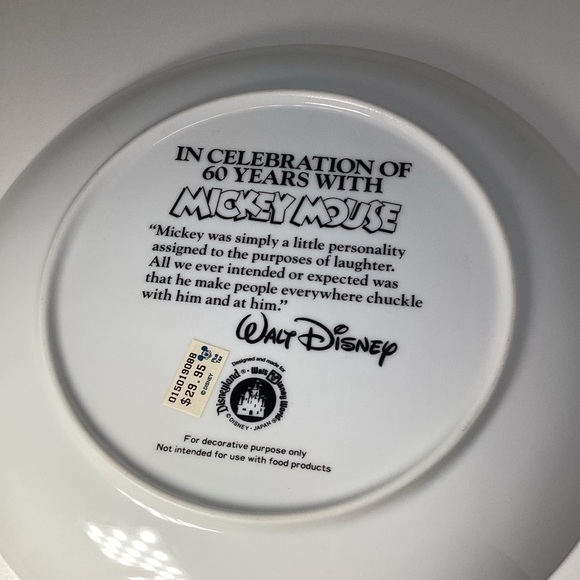 IN CELEBRATION OF
60 YEARS WITH
MICKEY MOUSE
“Mickey was simply a little personality
assigned to the purposes of laughter.
All we ever intended or expected was
that he make people everywhere chuckle
with him and at him.”
WALT DISNEY
015019088
$29.95
Plus
Tax
© DISNEY
Designed and made for
Disneyland® · Walt Disney World®
© DISNEY · JAPAN
For decorative purpose only
Not intended for use with food products